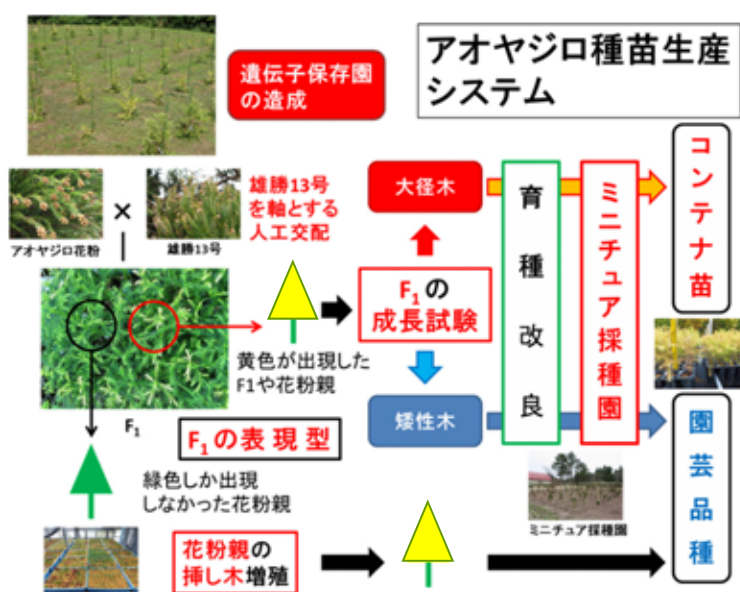 アオヤジロ種苗生産
システム
遺伝子保存園
の造成
アオヤジロ花粉
×
雄勝13号
雄勝13号
を軸とする
人工交配
大径木
F₁の
成長試験
矮性木
育種改良
ミニチュア採種園
コンテナ苗
黄色が出現した
F1や花粉親
F₁
F₁の表現型
緑色しか出現
しなかった花粉親
花粉親の
挿し木増殖
ミニチュア採種園
園芸品種